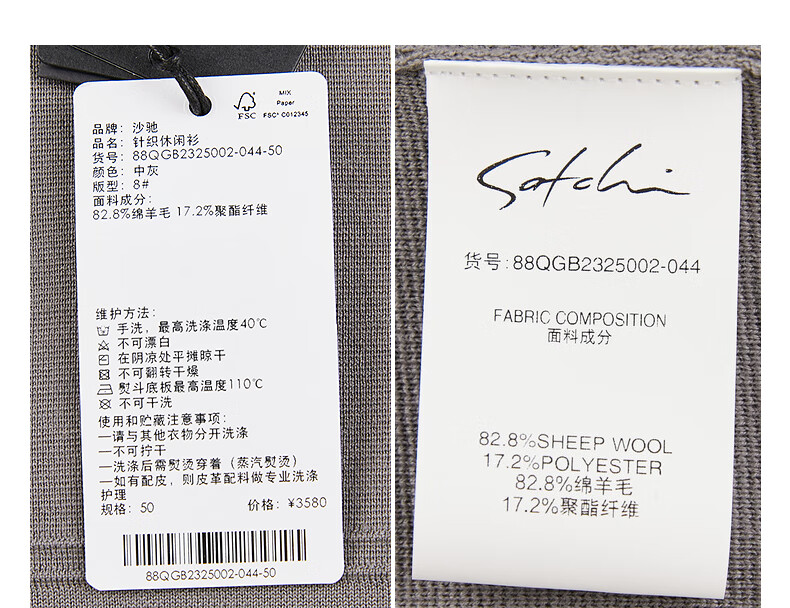 FSC
MIX
Paper
FSC® C012345
品牌: 沙驰
品名: 针织休闲衫
货号: 88QGB2325002-044-50
颜色: 中灰
版型: 8#
面料成分:
82.8%绵羊毛 17.2%聚酯纤维
维护方法:
手洗，最高洗涤温度40℃
不可漂白
在阴凉处平摊晾干
不可翻转干燥
熨斗底板最高温度110℃
不可干洗
使用和贮藏注意事项:
—请与其他衣物分开洗涤
—不可拧干
—洗涤后需熨烫穿着（蒸汽熨烫）
—如有配皮，则皮革配料做专业洗涤
护理
规格: 50 价格: ¥3580
88QGB2325002-044-50
Satchi
货号:88QGB2325002-044
FABRIC COMPOSITION
面料成分
82.8%SHEEP WOOL
17.2%POLYESTER
82.8%绵羊毛
17.2%聚酯纤维